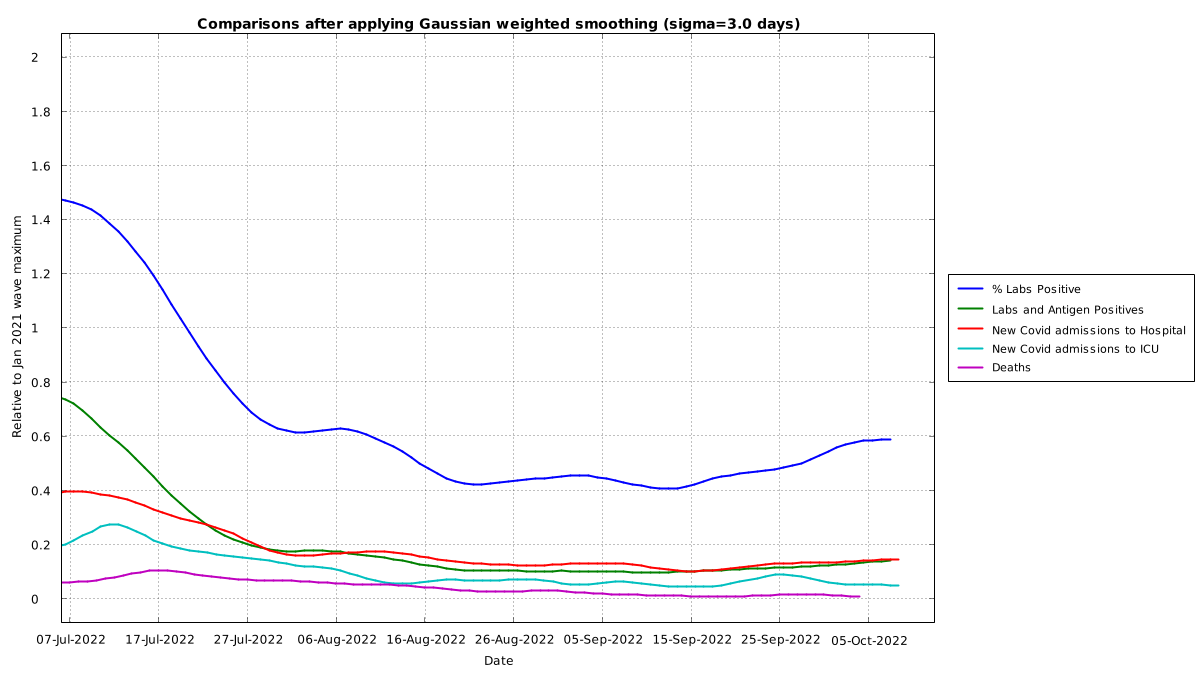 Comparisons after applying Gaussian weighted smoothing (sigma=3.0 days)
Relative to Jan 2021 wave maximum
2
1.8
1.6
1.4
1.2
1
0.8
0.6
0.4
0.2
0
07-Jul-2022 17-Jul-2022 27-Jul-2022 06-Aug-2022 16-Aug-2022 26-Aug-2022 05-Sep-2022 15-Sep-2022 25-Sep-2022 05-Oct-2022
Date
% Labs Positive
Labs and Antigen Positives
New Covid admissions to Hospital
New Covid admissions to ICU
Deaths